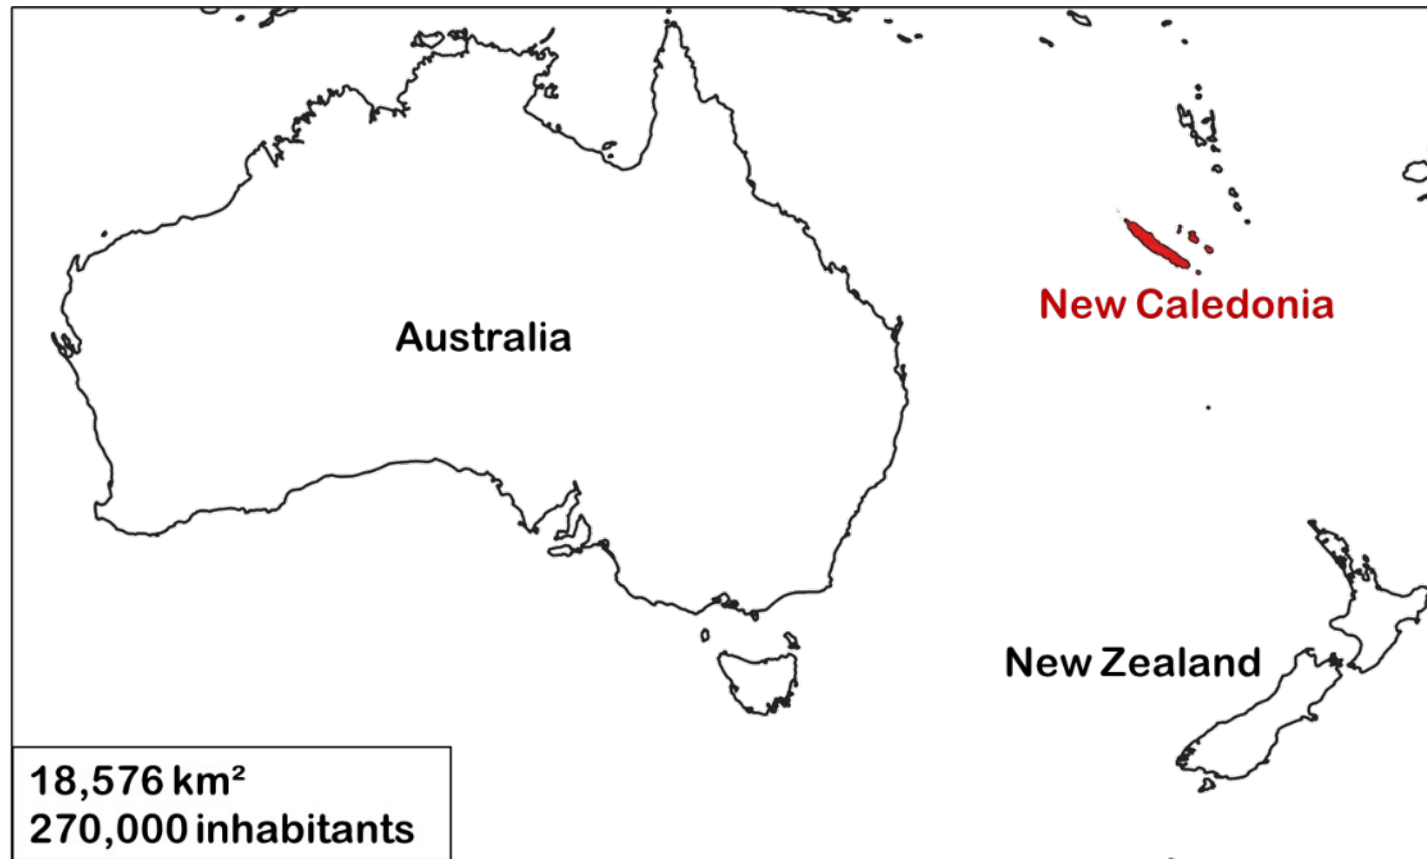 Australia
New Caledonia
New Zealand
18,576 km²
270,000 inhabitants